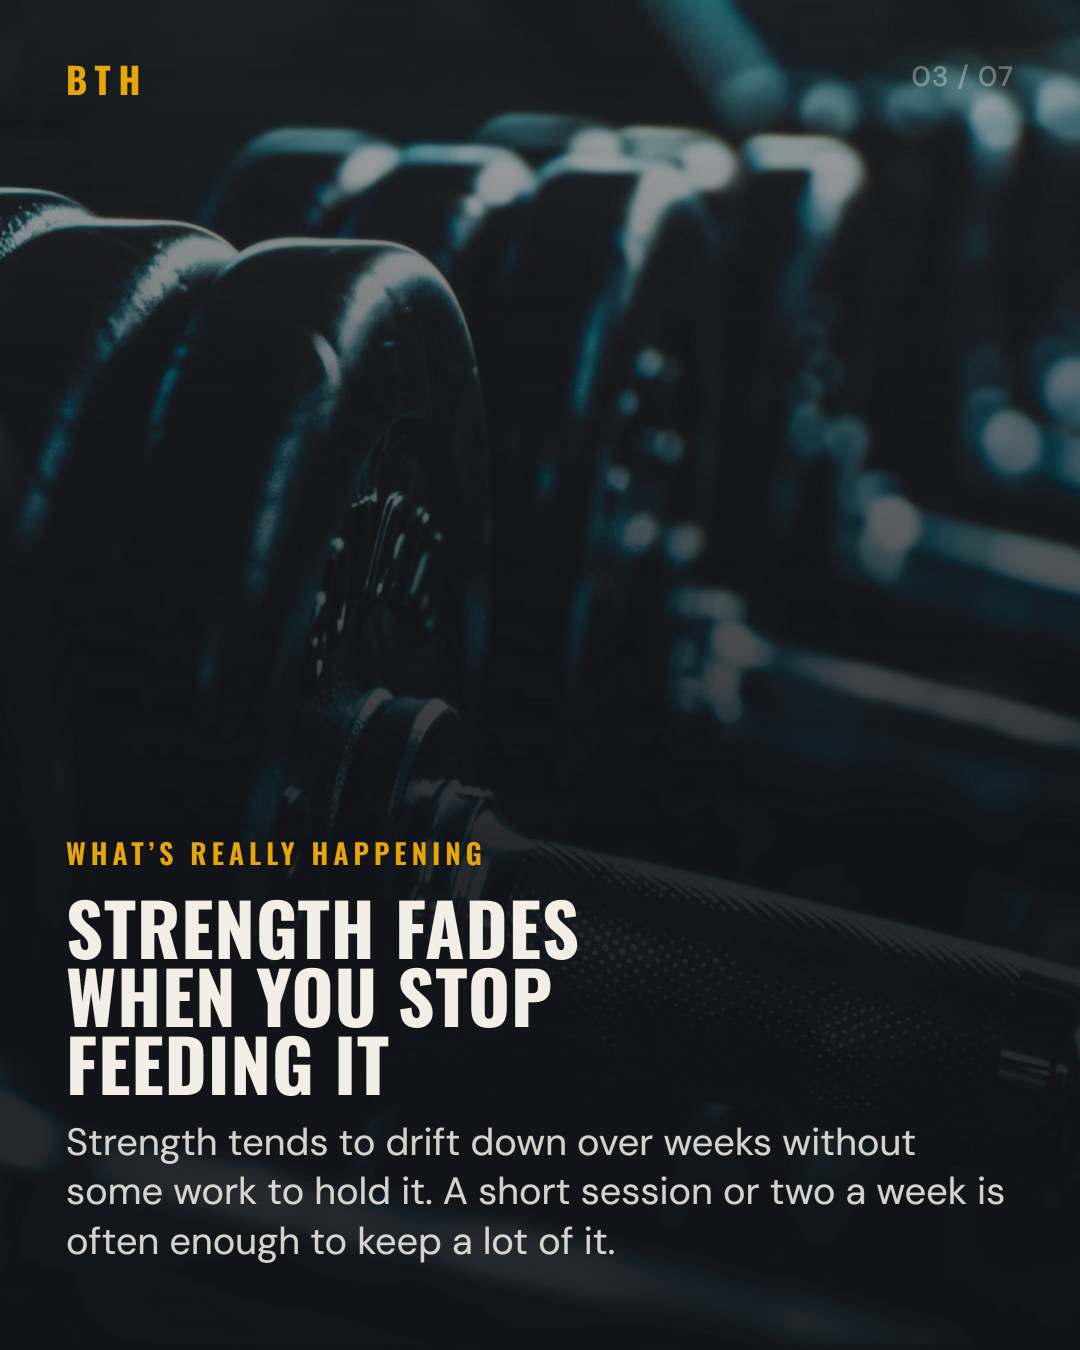 BTH
03 / 07
WHAT’S REALLY HAPPENING
STRENGTH FADES
WHEN YOU STOP
FEEDING IT
Strength tends to drift down over weeks without
some work to hold it. A short session or two a week is
often enough to keep a lot of it.